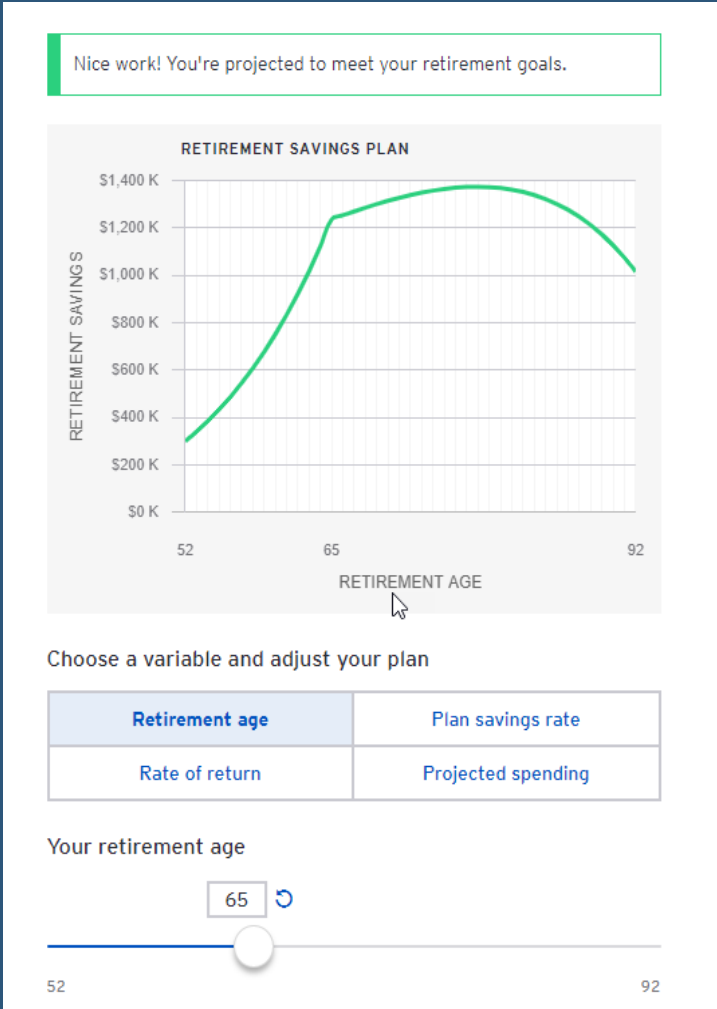 Nice work! You're projected to meet your retirement goals.
RETIREMENT SAVINGS PLAN
RETIREMENT SAVINGS
$1,400 K
$1,200 K
$1,000 K
$800 K
$600 K
$400 K
$200 K
$0 K
52 65 92
RETIREMENT AGE
Choose a variable and adjust your plan
Retirement age Plan savings rate
Rate of return Projected spending
Your retirement age
65
52 92